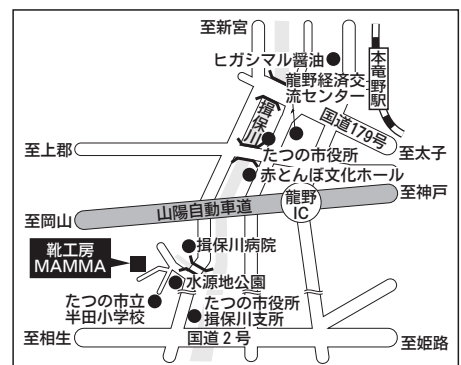 至新宮
ヒガシマル醤油
本竜野駅
龍野経済交
流センター
揖保川
国道179号
至上郡
たつの市役所
至太子
赤とんぼ文化ホール
至神戸
山陽自動車道
龍野
IC
至岡山
揖保川病院
靴工房
MAMMA
水源地公園
たつの市立
半田小学校
たつの市役所
揖保川支所
至相生
国道2号
至姫路